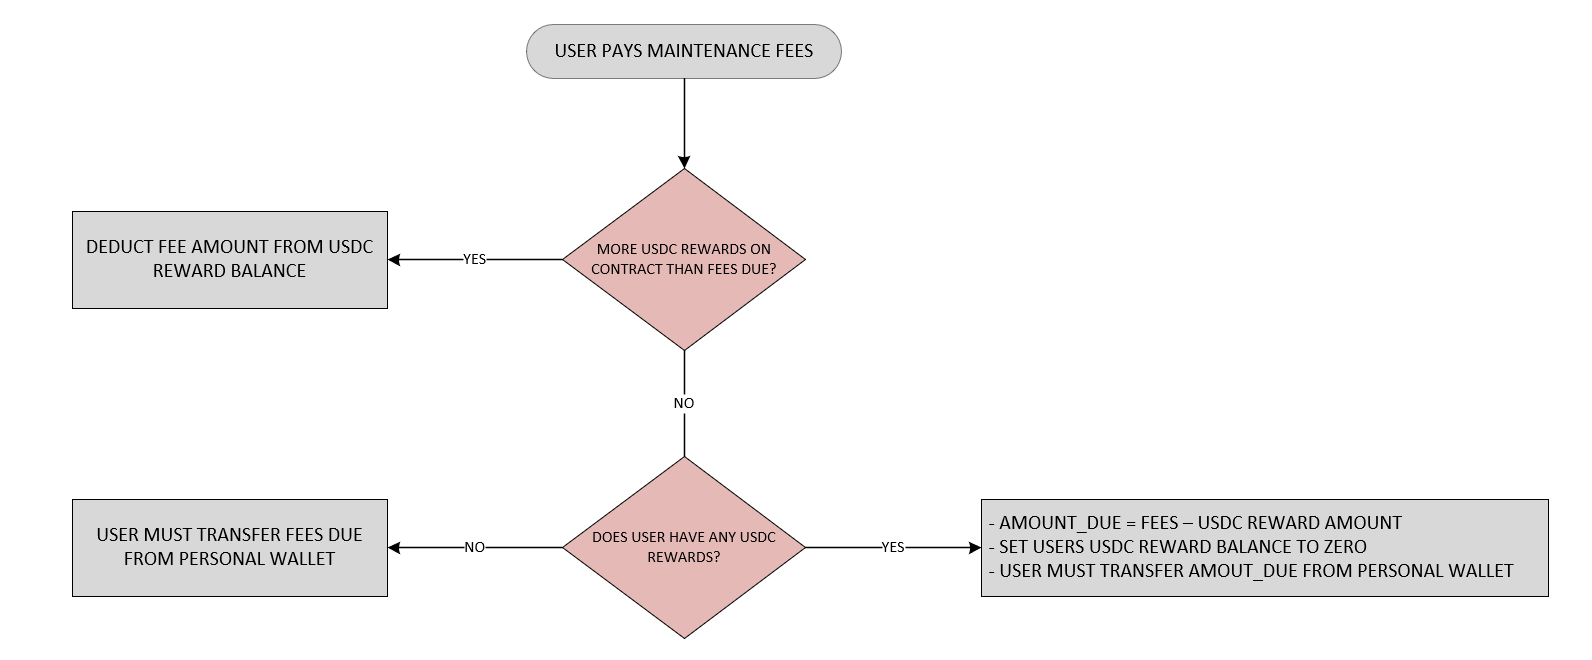 USER PAYS MAINTENANCE FEES
MORE USDC REWARDS ON
CONTRACT THAN FEES DUE?
YES
DEDUCT FEE AMOUNT FROM USDC
REWARD BALANCE
NO
DOES USER HAVE ANY USDC
REWARDS?
NO
USER MUST TRANSFER FEES DUE
FROM PERSONAL WALLET
YES
- AMOUNT_DUE = FEES – USDC REWARD AMOUNT
- SET USERS USDC REWARD BALANCE TO ZERO
- USER MUST TRANSFER AMOUT_DUE FROM PERSONAL WALLET